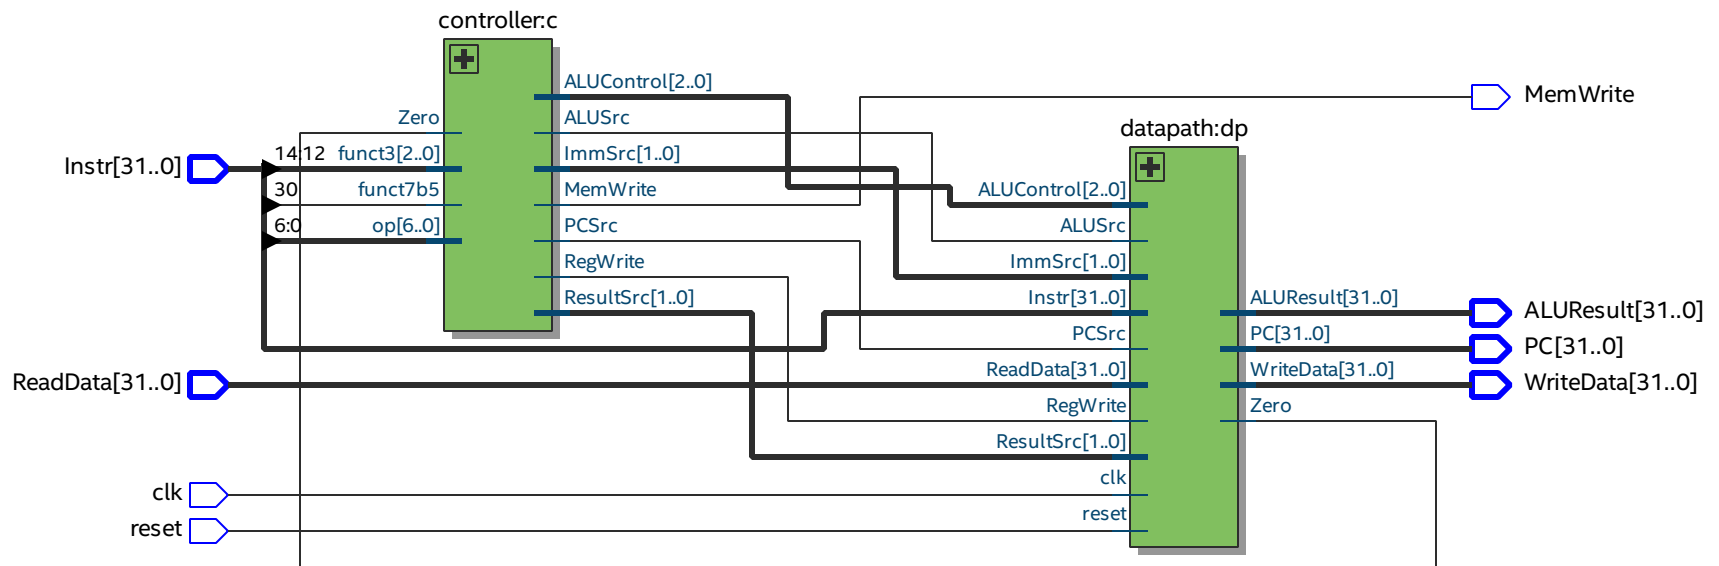 controller:c
ALUControl[2..0]
MemWrite
Zero
ALUSrc
datapath:dp
Instr[31..0]
14:12
funct3[2..0]
ImmSrc[1..0]
30
funct7b5
MemWrite
ALUControl[2..0]
6:0
op[6..0]
PCSrc
ALUSrc
RegWrite
ImmSrc[1..0]
ResultSrc[1..0]
Instr[31..0]
ALUResult[31..0]
ALUResult[31..0]
PCSrc
PC[31..0]
PC[31..0]
ReadData[31..0]
ReadData[31..0]
WriteData[31..0]
WriteData[31..0]
RegWrite
Zero
ResultSrc[1..0]
clk
clk
reset
reset